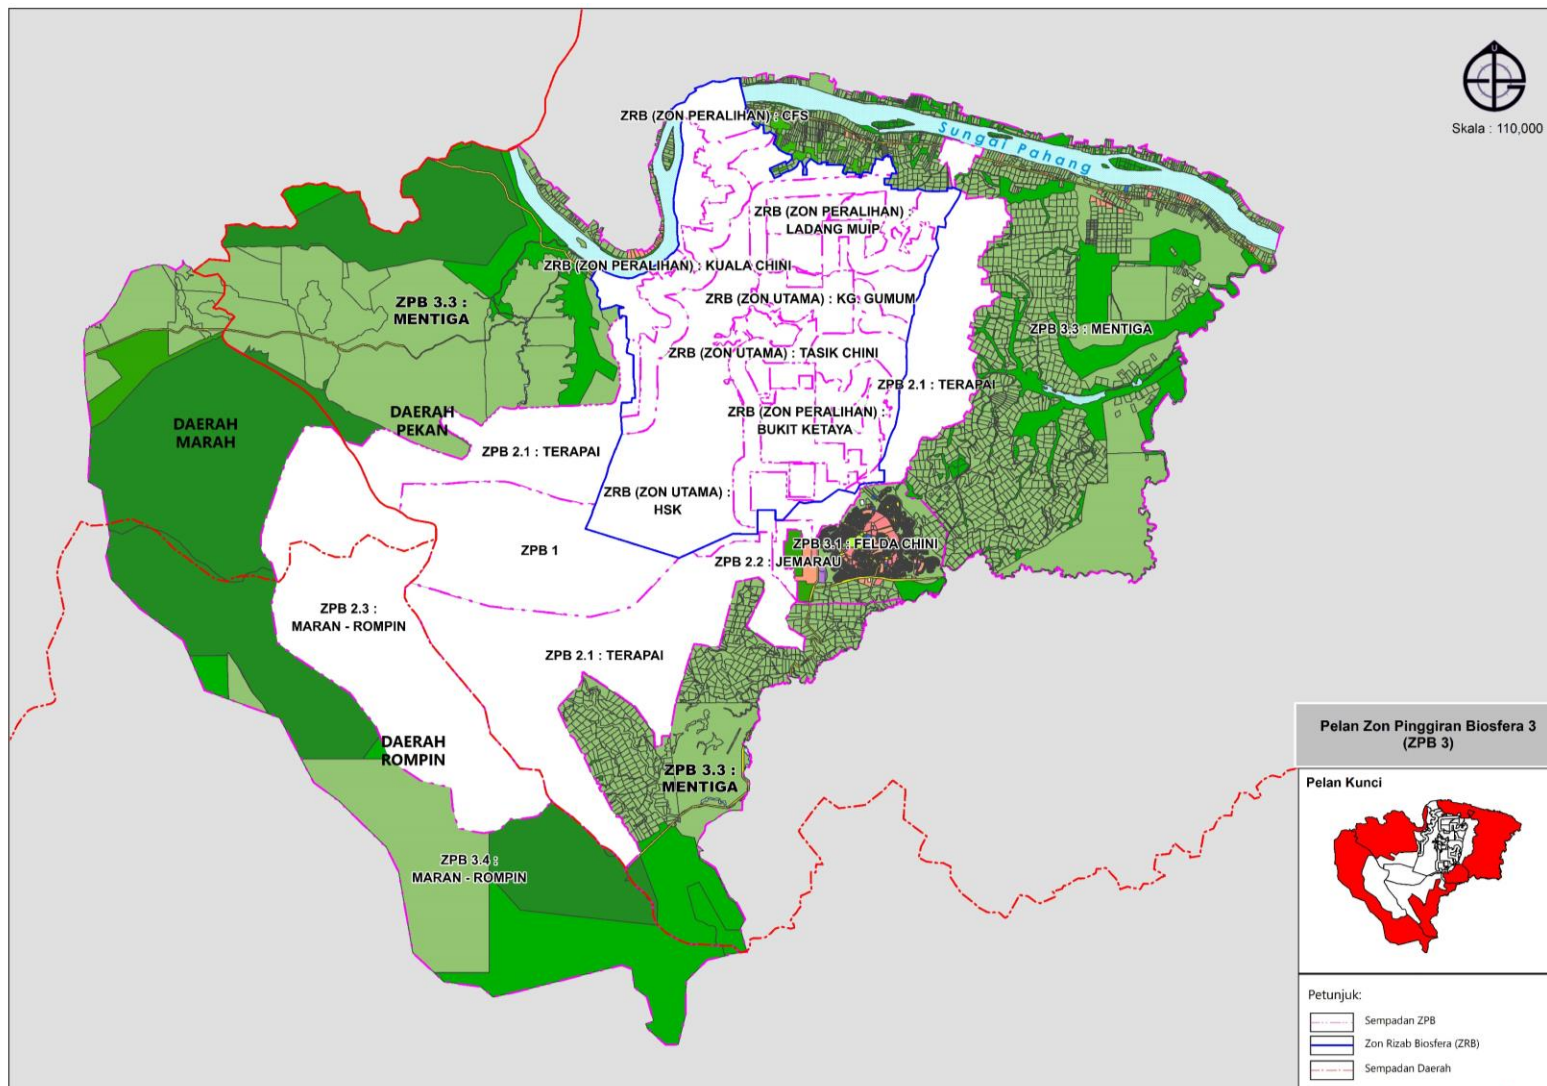 U
Skala : 110,000
ZRB (ZON PERALIHAN) : CFS
Sungai Pahang
ZRB (ZON PERALIHAN) :
LADANG MUIP
ZRB (ZON PERALIHAN) : KUALA CHINI
ZPB 3.3 :
MENTIGA
ZRB (ZON UTAMA) : KG. GUMUM
ZPB 3.3 : MENTIGA
ZRB (ZON UTAMA) : TASIK CHINI
ZPB 2.1 : TERAPAI
DAERAH
MARAH
DAERAH
PEKAN
ZRB (ZON PERALIHAN) :
BUKIT KETAYA
ZPB 2.1 : TERAPAI
ZRB (ZON UTAMA) :
HSK
ZPB 1
ZPB 3.1 : FELDA CHINI
ZPB 2.2 : JEMARAU
ZPB 2.3 :
MARAN - ROMPIN
ZPB 2.1 : TERAPAI
DAERAH
ROMPIN
ZPB 3.3 :
MENTIGA
ZPB 3.4 :
MARAN - ROMPIN
Pelan Zon Pinggiran Biosfera 3
(ZPB 3)
Pelan Kunci
Petunjuk:
Sempadan ZPB
Zon Rizab Biosfera (ZRB)
Sempadan Daerah